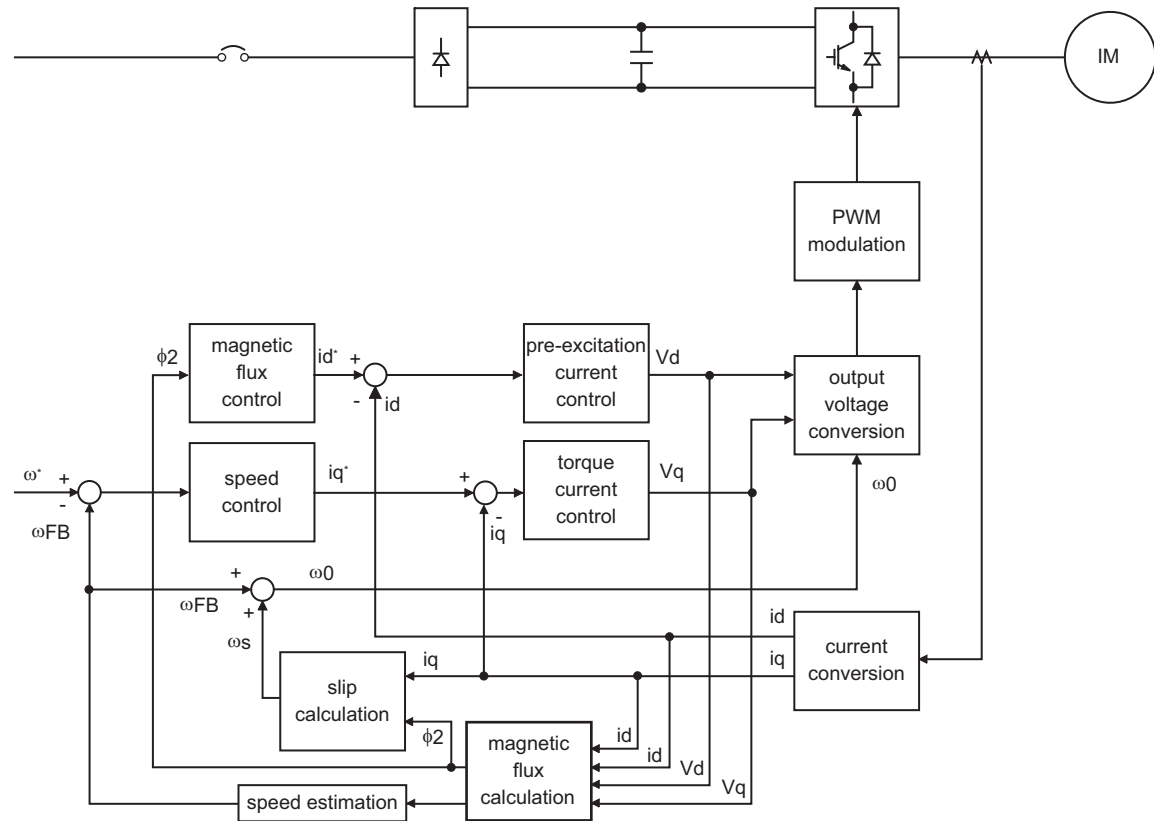 IM
PWM
modulation
ϕ2
magnetic
flux
control
id*
+
-
id
pre-excitation
current
control
Vd
output
voltage
conversion
ω*
+
-
ωFB
speed
control
iq*
+
-
iq
torque
current
control
Vq
ω0
ωFB
+
+
ω0
ωs
slip
calculation
iq
ϕ2
id
iq
current
conversion
magnetic
flux
calculation
id
id
Vd
Vq
speed estimation